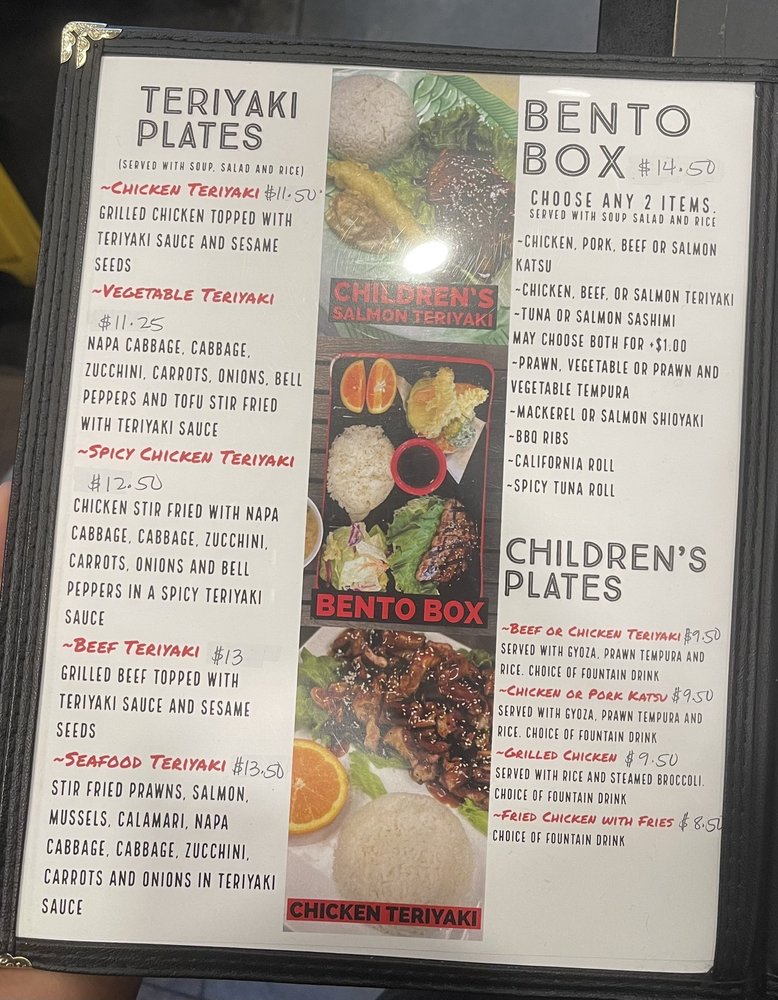 TERIYAKI
PLATES
(SERVED WITH SOUP, SALAD AND RICE)
~CHICKEN TERIYAKI $11.50
GRILLED CHICKEN TOPPED WITH
TERIYAKI SAUCE AND SESAME
SEEDS
~VEGETABLE TERIYAKI
$11.25
NAPA CABBAGE, CABBAGE,
ZUCCHINI, CARROTS, ONIONS, BELL
PEPPERS AND TOFU STIR FRIED
WITH TERIYAKI SAUCE
~SPICY CHICKEN TERIYAKI
$12.50
CHICKEN STIR FRIED WITH NAPA
CABBAGE, CABBAGE, ZUCCHINI,
CARROTS, ONIONS AND BELL
PEPPERS IN A SPICY TERIYAKI
SAUCE
~BEEF TERIYAKI $13
GRILLED BEEF TOPPED WITH
TERIYAKI SAUCE AND SESAME
SEEDS
~SEAFOOD TERIYAKI $13.50
STIR FRIED PRAWNS, SALMON,
MUSSELS, CALAMARI, NAPA
CABBAGE, CABBAGE, ZUCCHINI,
CARROTS AND ONIONS IN TERIYAKI
SAUCE
CHILDREN'S
SALMON TERIYAKI
BENTO BOX
CHICKEN TERIYAKI
BENTO
BOX $14.50
CHOOSE ANY 2 ITEMS.
SERVED WITH SOUP SALAD AND RICE
~CHICKEN, PORK, BEEF OR SALMON
KATSU
~CHICKEN, BEEF, OR SALMON TERIYAKI
~TUNA OR SALMON SASHIMI
MAY CHOOSE BOTH FOR +$1.00
~PRAWN, VEGETABLE OR PRAWN AND
VEGETABLE TEMPURA
~MACKEREL OR SALMON SHIOYAKI
~BBQ RIBS
~CALIFORNIA ROLL
~SPICY TUNA ROLL
CHILDREN'S
PLATES
~BEEF OR CHICKEN TERIYAKI $9.50
SERVED WITH GYOZA, PRAWN TEMPURA AND
RICE. CHOICE OF FOUNTAIN DRINK
~CHICKEN OR PORK KATSU $9.50
SERVED WITH GYOZA, PRAWN TEMPURA AND
RICE. CHOICE OF FOUNTAIN DRINK
~GRILLED CHICKEN $9.50
SERVED WITH RICE AND STEAMED BROCCOLI.
CHOICE OF FOUNTAIN DRINK
~FRIED CHICKEN WITH FRIES $8.50
CHOICE OF FOUNTAIN DRINK